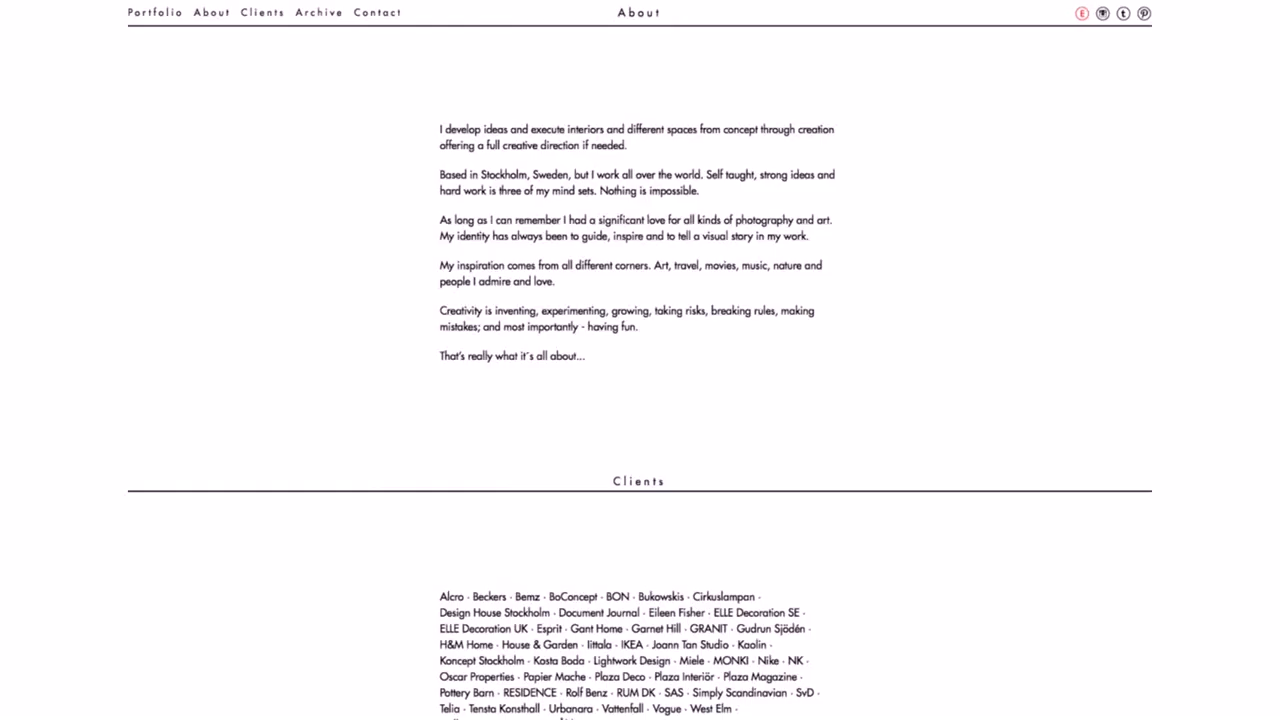 Portfolio About Clients Archive Contact
About
E t
I develop ideas and execute interiors and different spaces from concept through creation
offering a full creative direction if needed.
Based in Stockholm, Sweden, but I work all over the world. Self taught, strong ideas and
hard work is three of my mind sets. Nothing is impossible.
As long as I can remember I had a significant love for all kinds of photography and art.
My identity has always been to guide, inspire and to tell a visual story in my work.
My inspiration comes from all different corners. Art, travel, movies, music, nature and
people I admire and love.
Creativity is inventing, experimenting, growing, taking risks, breaking rules, making
mistakes; and most importantly - having fun.
That's really what it´s all about...
Clients
Alcro · Beckers · Bemz · BoConcept · BON · Bukowskis · Cirkuslampan ·
Design House Stockholm · Document Journal · Eileen Fisher · ELLE Decoration SE ·
ELLE Decoration UK · Esprit · Gant Home · Garnet Hill · GRANIT · Gudrun Sjödén ·
H&M Home · House & Garden · Iittala · IKEA · Joann Tan Studio · Kaolin ·
Koncept Stockholm · Kosta Boda · Lightwork Design · Miele · MONKI · Nike · NK ·
Oscar Properties · Papier Mache · Plaza Deco · Plaza Interiör · Plaza Magazine ·
Pottery Barn · RESIDENCE · Rolf Benz · RUM DK · SAS · Simply Scandinavian · SvD ·
Telia · Tensta Konsthall · Urbanara · Vattenfall · Vogue · West Elm ·